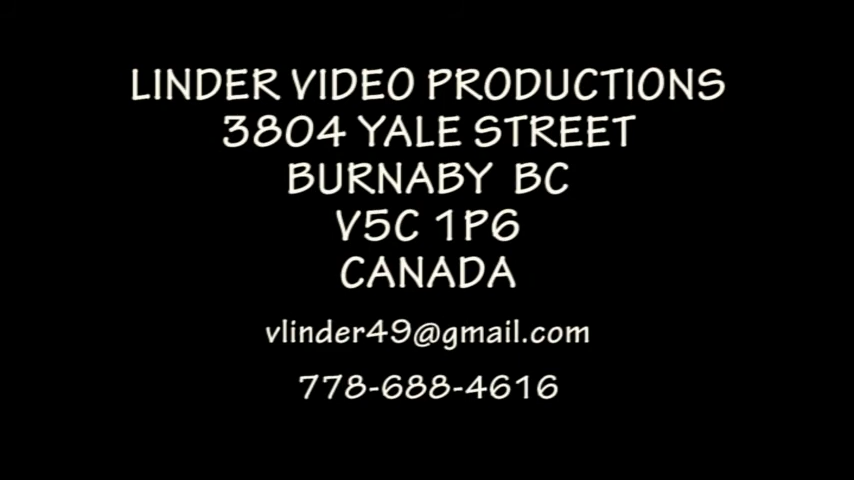 LINDER VIDEO PRODUCTIONS
3804 YALE STREET
BURNABY BC
V5C 1P6
CANADA
vlinder49@gmail.com
778-688-4616